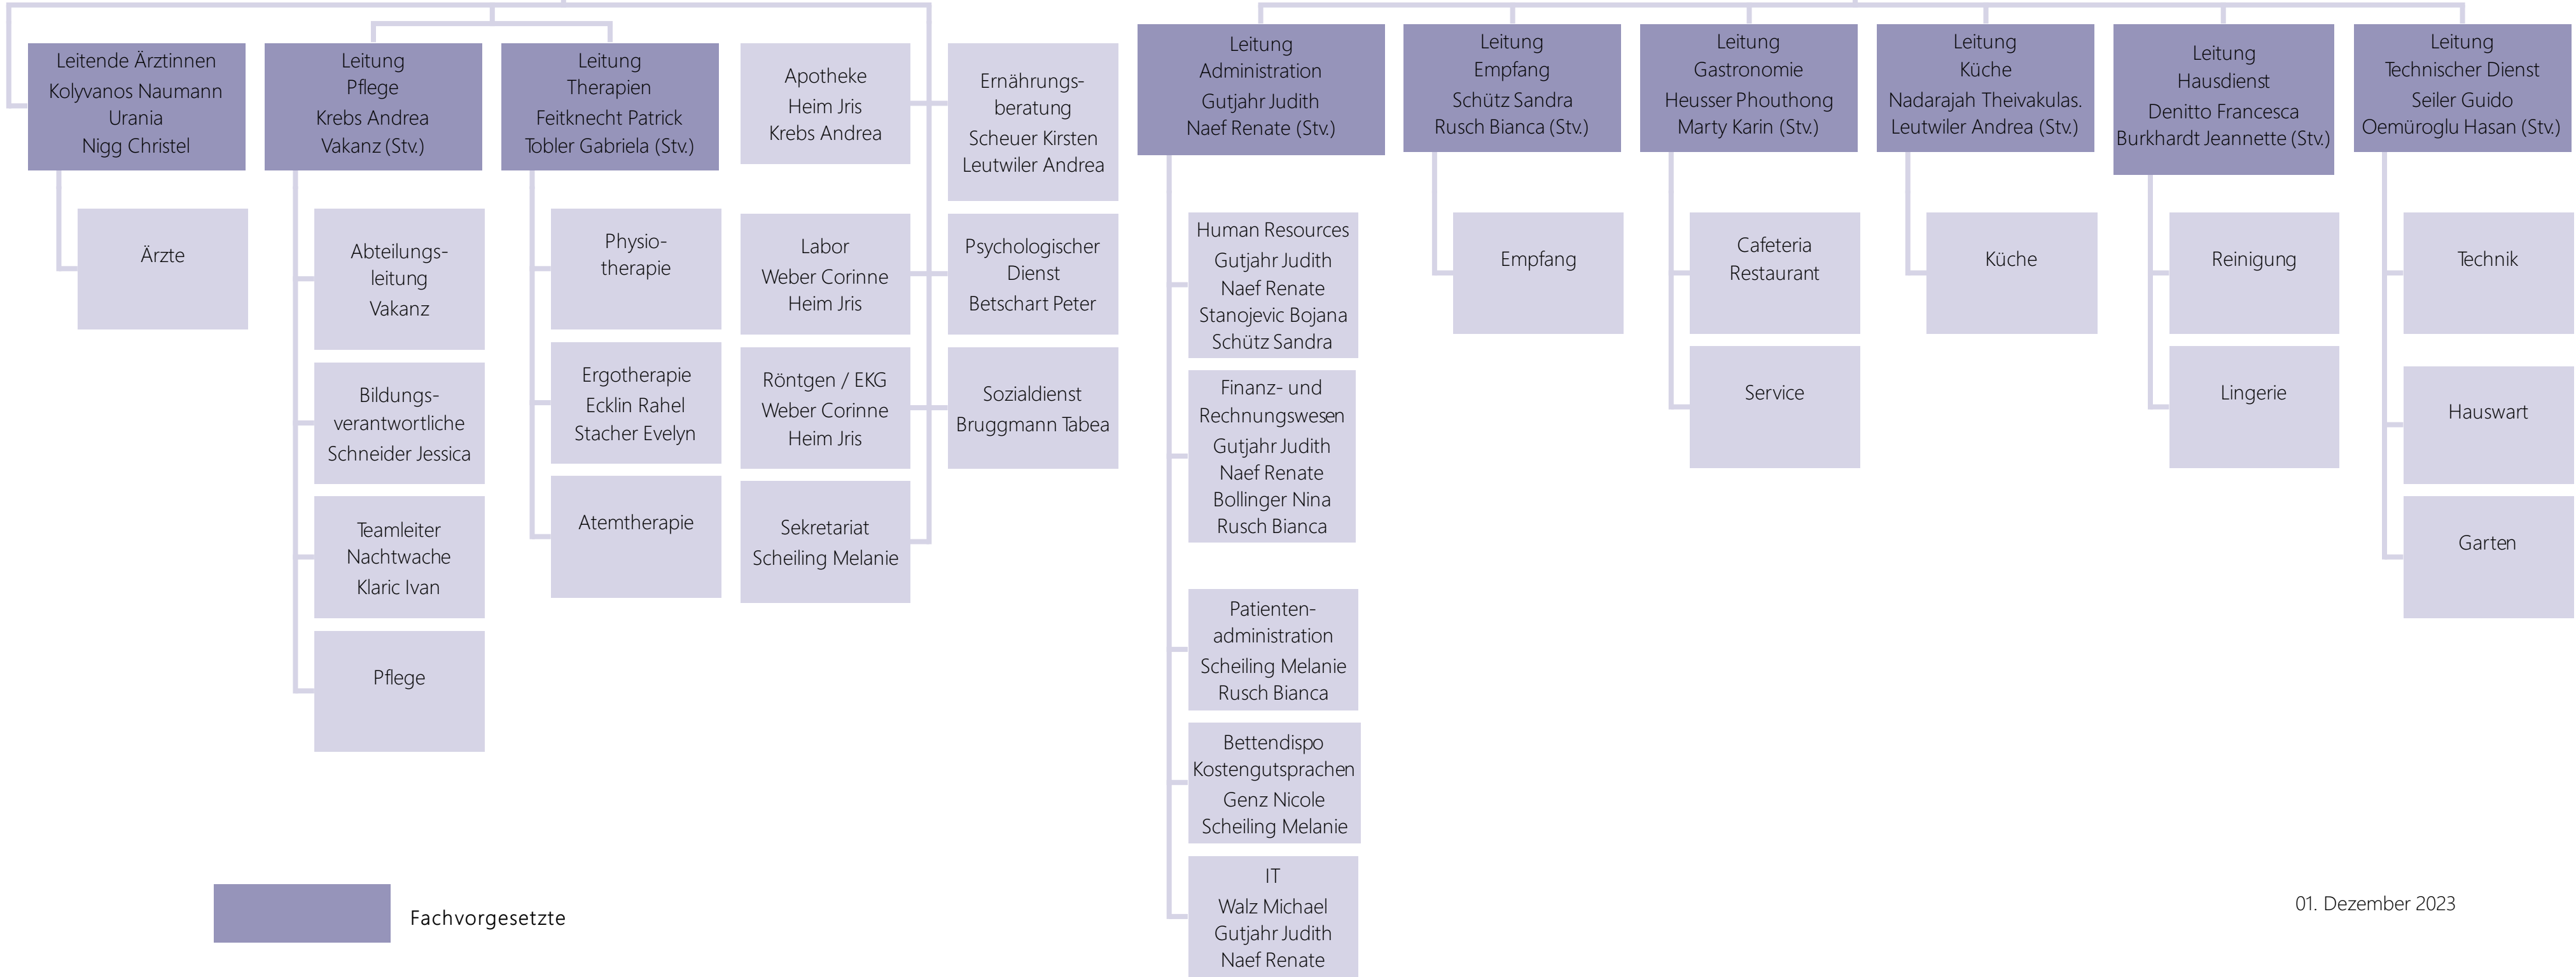 Leitende Ärztinnen
Kolyvanos Naumann
Urania
Nigg Christel
Ärzte
Leitung
Pflege
Krebs Andrea
Vakanz (Stv.)
Abteilungs-
leitung
Vakanz
Bildungs-
verantwortliche
Schneider Jessica
Teamleiter
Nachtwache
Klaric Ivan
Pflege
Leitung
Therapien
Feitknecht Patrick
Tobler Gabriela (Stv.)
Physio-
therapie
Ergotherapie
Ecklin Rahel
Stacher Evelyn
Atemtherapie
Apotheke
Heim Jris
Krebs Andrea
Labor
Weber Corinne
Heim Jris
Röntgen / EKG
Weber Corinne
Heim Jris
Sekretariat
Scheiling Melanie
Ernährungs-
beratung
Scheuer Kirsten
Leutwiler Andrea
Psychologischer
Dienst
Betschart Peter
Sozialdienst
Bruggmann Tabea
Leitung
Administration
Gutjahr Judith
Naef Renate (Stv.)
Human Resources
Gutjahr Judith
Naef Renate
Stanojevic Bojana
Schütz Sandra
Finanz- und
Rechnungswesen
Gutjahr Judith
Naef Renate
Bollinger Nina
Rusch Bianca
Patienten-
administration
Scheiling Melanie
Rusch Bianca
Bettendispo
Kostengutsprachen
Genz Nicole
Scheiling Melanie
IT
Walz Michael
Gutjahr Judith
Naef Renate
Leitung
Empfang
Schütz Sandra
Rusch Bianca (Stv.)
Empfang
Leitung
Gastronomie
Heusser Phouthong
Marty Karin (Stv.)
Cafeteria
Restaurant
Service
Leitung
Küche
Nadarajah Theivakulas.
Leutwiler Andrea (Stv.)
Küche
Leitung
Hausdienst
Denitto Francesca
Burkhardt Jeannette (Stv.)
Reinigung
Lingerie
Leitung
Technischer Dienst
Seiler Guido
Oemüroglu Hasan (Stv.)
Technik
Hauswart
Garten
Fachvorgesetzte
01. Dezember 2023